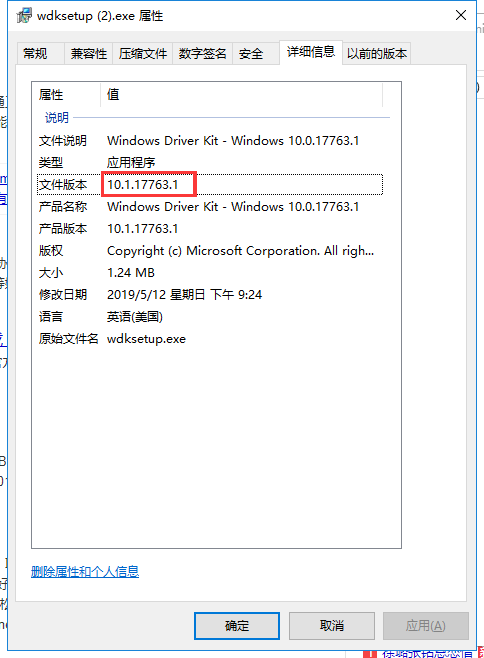 wdksetup (2).exe 属性
常规 兼容性 压缩文件 数字签名 安全 详细信息 以前的版本
属性 值
说明
文件说明 Windows Driver Kit - Windows 10.0.17763.1
类型 应用程序
文件版本 10.1.17763.1
产品名称 Windows Driver Kit - Windows 10.0.17763.1
产品版本 10.1.17763.1
版权 Copyright (c) Microsoft Corporation. All righ...
大小 1.24 MB
修改日期 2019/5/12 星期日 下午 9:24
语言 英语(美国)
原始文件名 wdksetup.exe
删除属性和个人信息
确定 取消 应用(A)